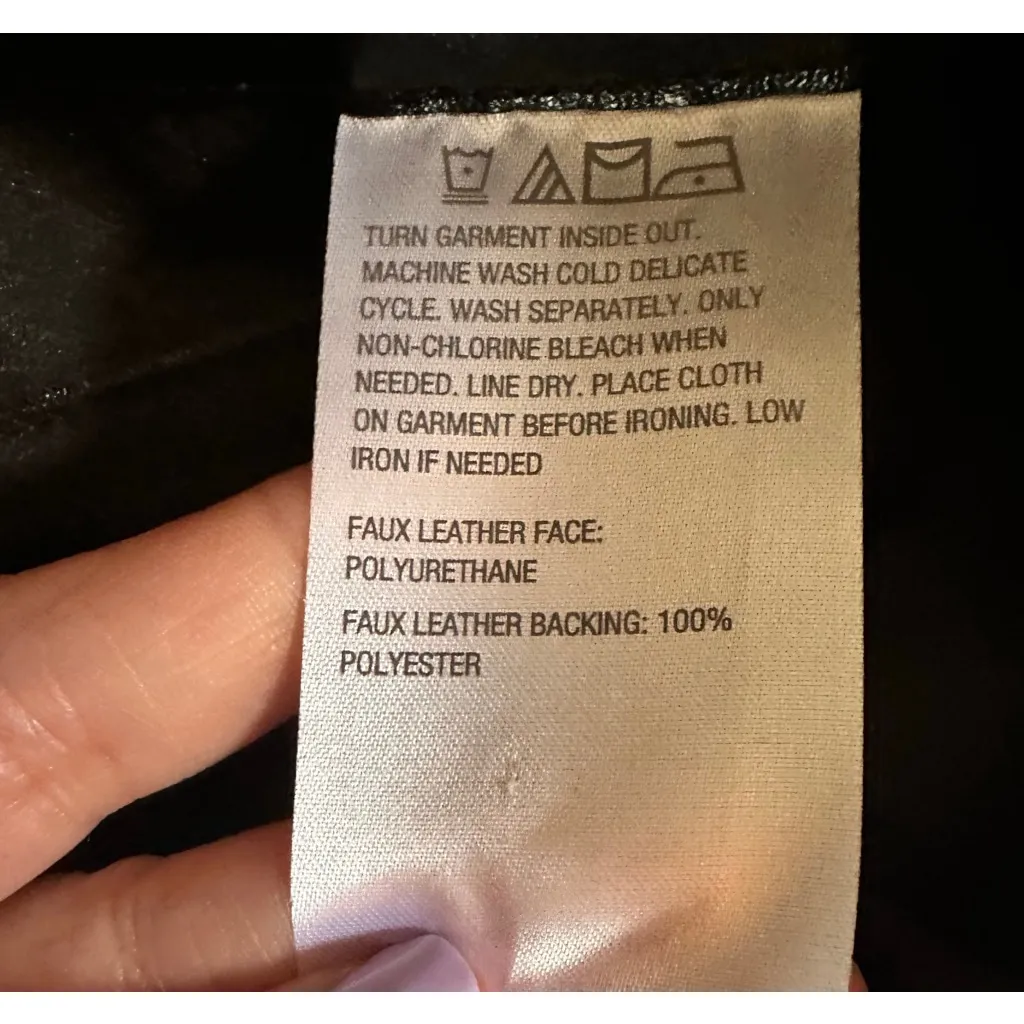 TURN GARMENT INSIDE OUT.
MACHINE WASH COLD DELICATE
CYCLE. WASH SEPARATELY. ONLY
NON-CHLORINE BLEACH WHEN
NEEDED. LINE DRY. PLACE CLOTH
ON GARMENT BEFORE IRONING. LOW
IRON IF NEEDED
FAUX LEATHER FACE:
POLYURETHANE
FAUX LEATHER BACKING: 100%
POLYESTER